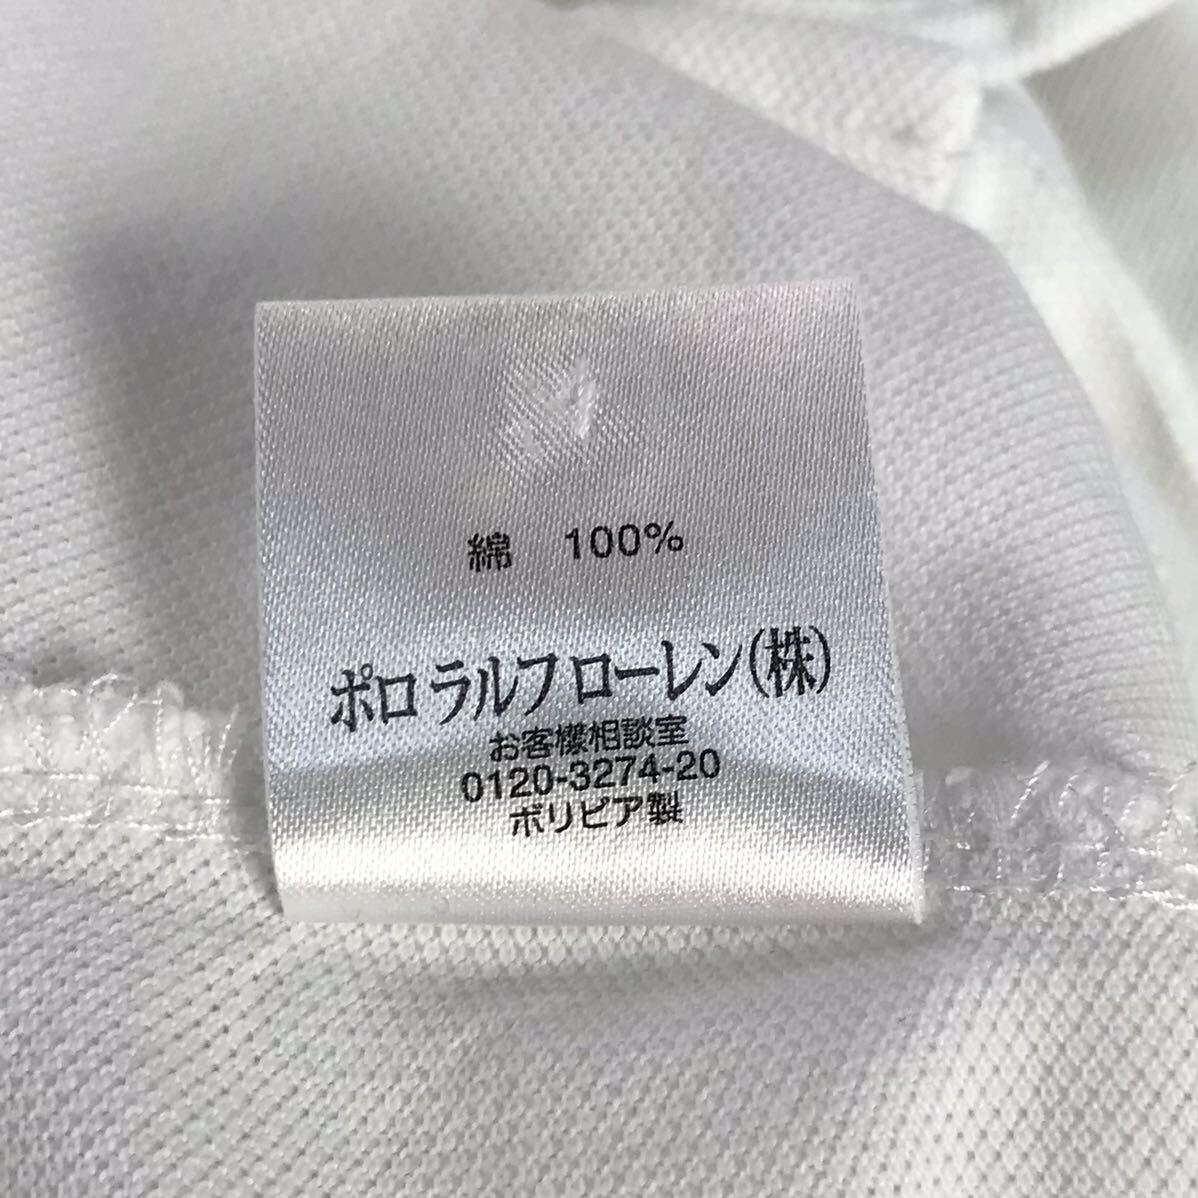 綿　100%
ポロ ラルフ ローレン(株)
お客様相談室
0120-3274-20
ボリビア製